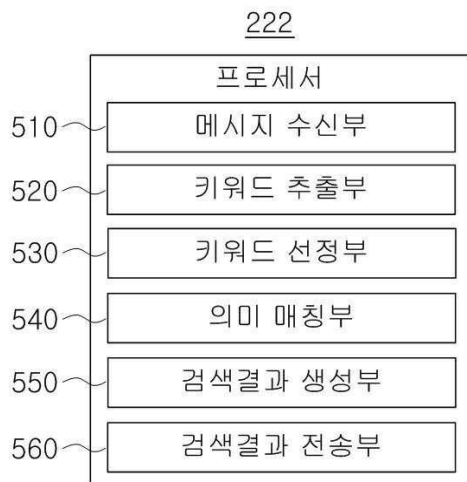 222
프로세서
510 메시지 수신부
520 키워드 추출부
530 키워드 선정부
540 의미 매칭부
550 검색결과 생성부
560 검색결과 전송부